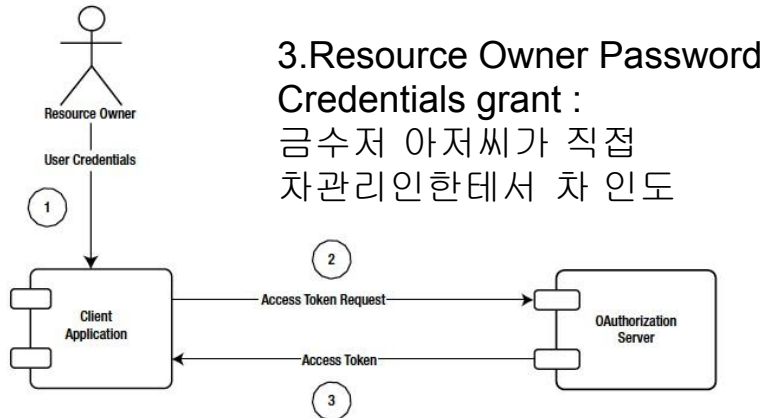 3.Resource Owner Password
Credentials grant :
금수저 아저씨가 직접
차관리인한테서 차 인도
Resource Owner
User Credentials
1
2
Client
Application
Access Token Request
OAuthorization
Server
Access Token
3